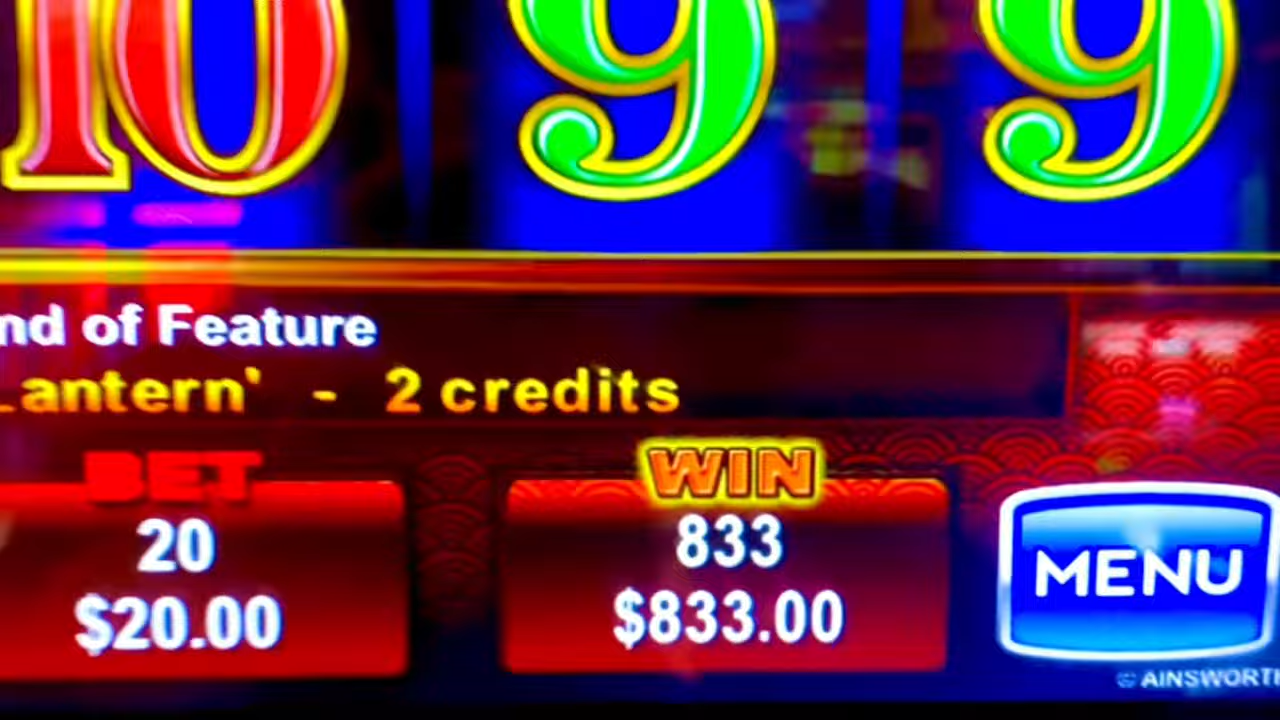 10 9 9
nd of Feature
antern' - 2 credits
BET WIN
20 833
$20.00 $833.00
MENU
© AINSWORTH